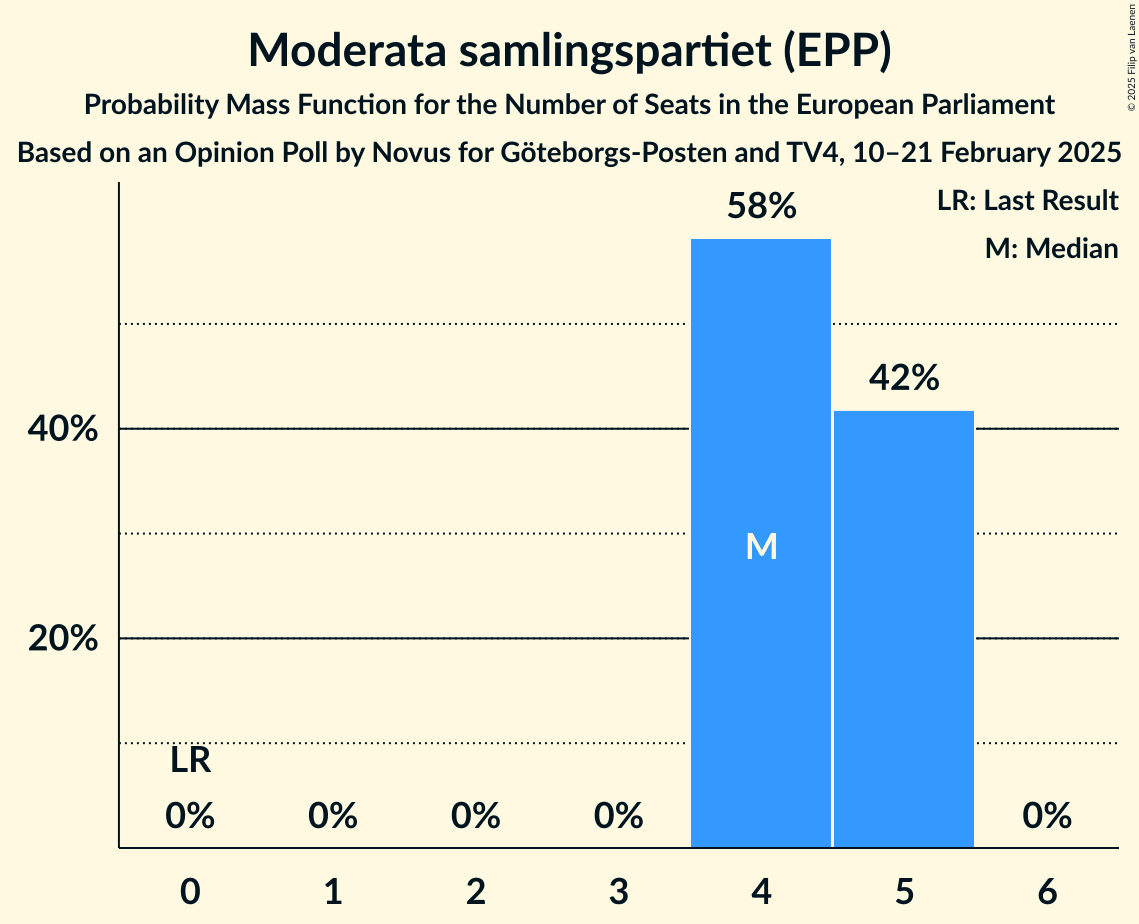 Moderata samlingspartiet (EPP)
Probability Mass Function for the Number of Seats in the European Parliament
Based on an Opinion Poll by Novus for Göteborgs-Posten and TV4, 10–21 February 2025
© 2025 Filip van Laenen
LR: Last Result
M: Median
58%
42%
40%
M
20%
LR
0% 0% 0% 0% 0%
0 1 2 3 4 5 6